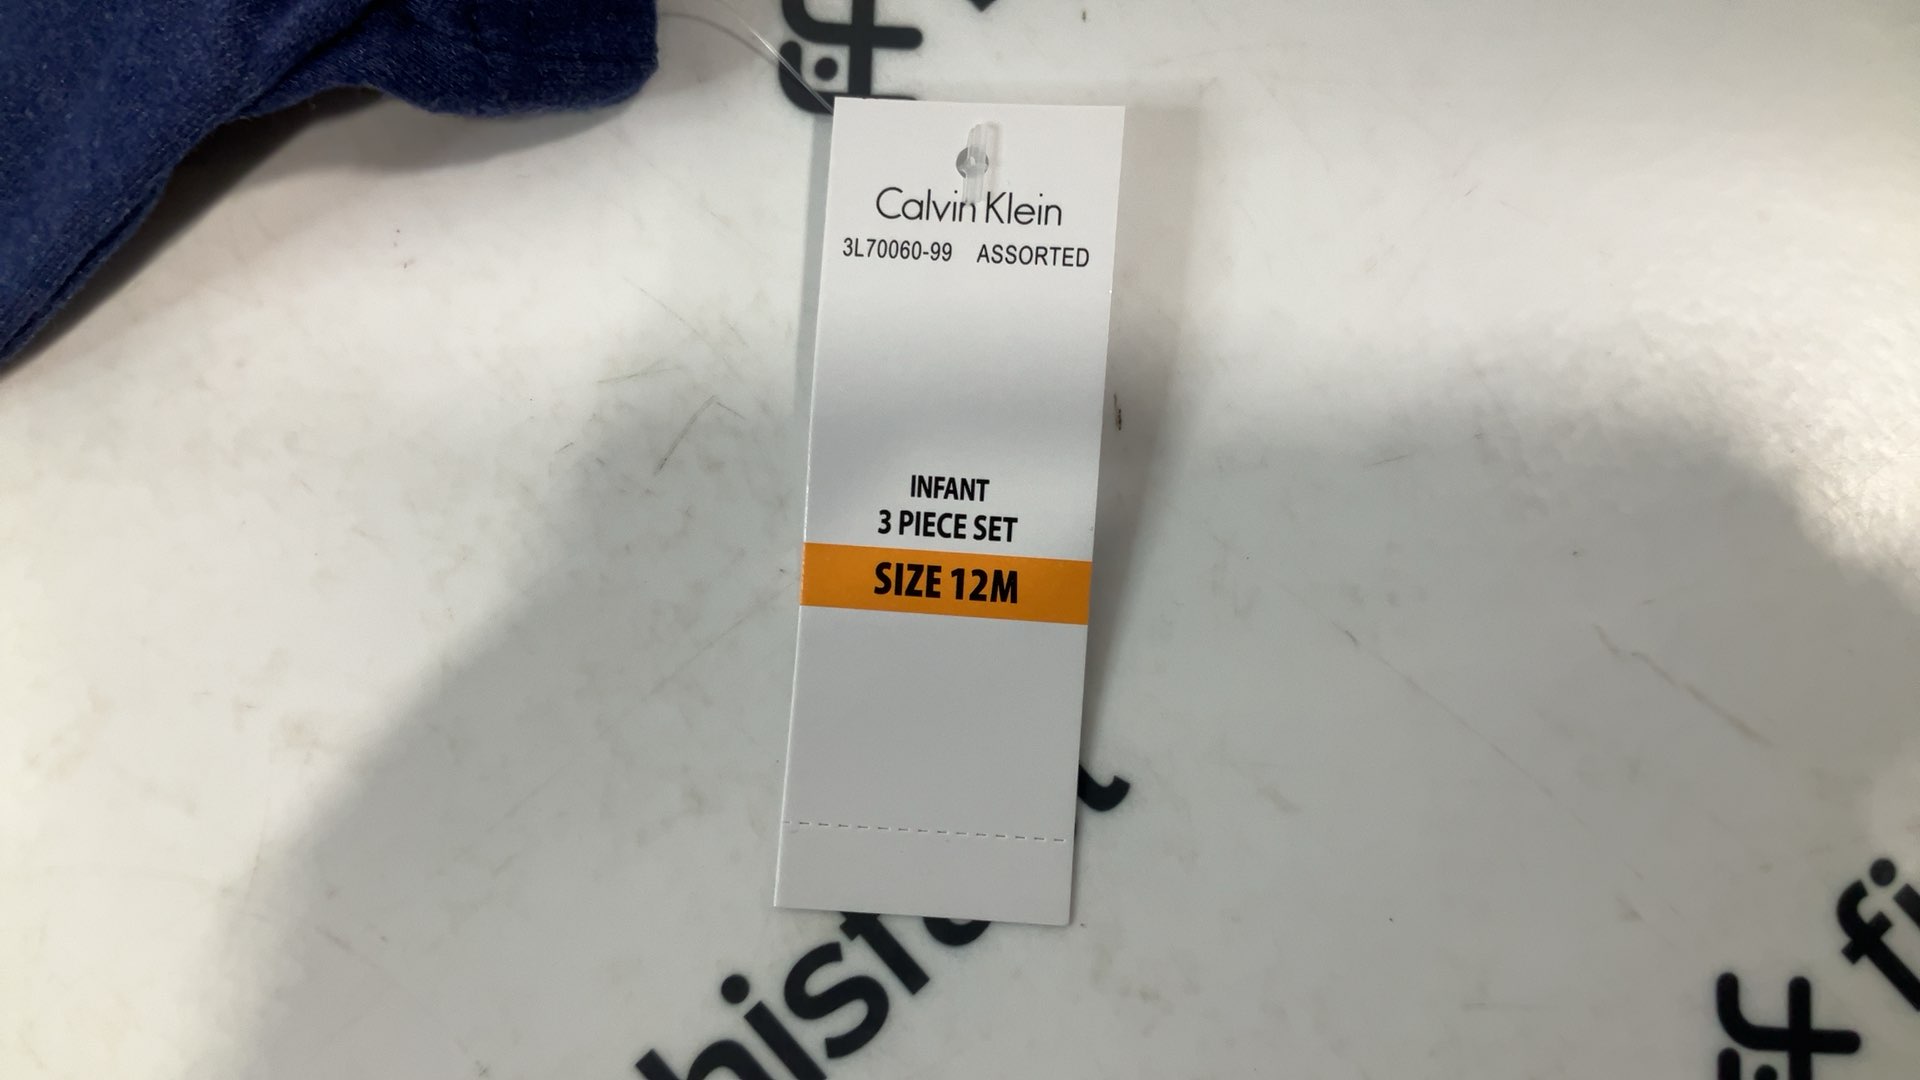 Calvin Klein
3L70060-99 ASSORTED
INFANT
3 PIECE SET
SIZE 12M